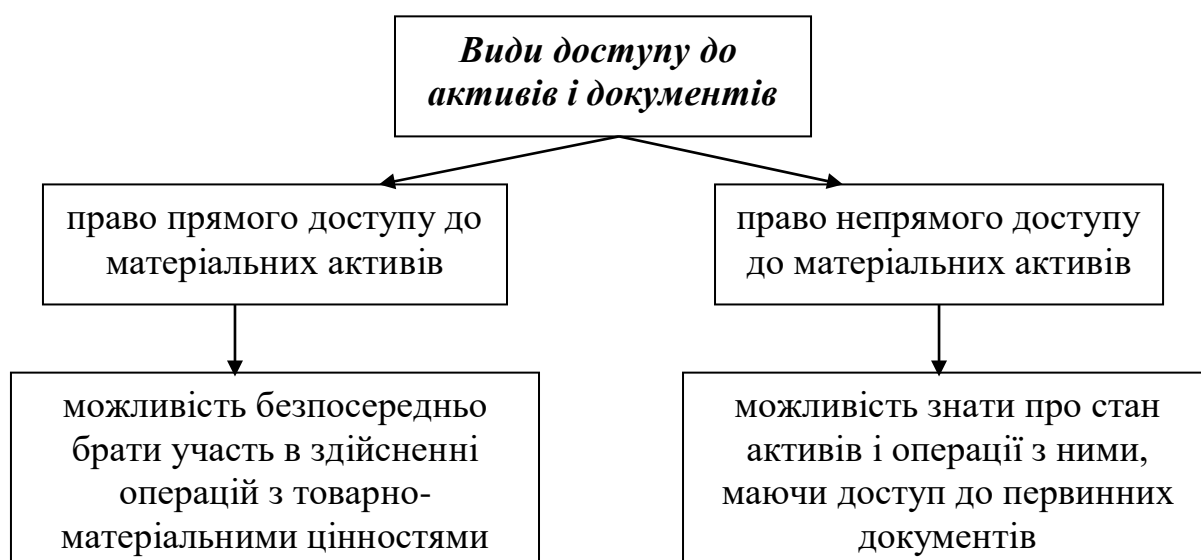 Види доступу до
активів і документів
право прямого доступу до
матеріальних активів
право непрямого доступу
до матеріальних активів
можливість безпосередньо
брати участь в здійсненні
операцій з товарно-
матеріальними цінностями
можливість знати про стан
активів і операції з ними,
маючи доступ до первинних
документів